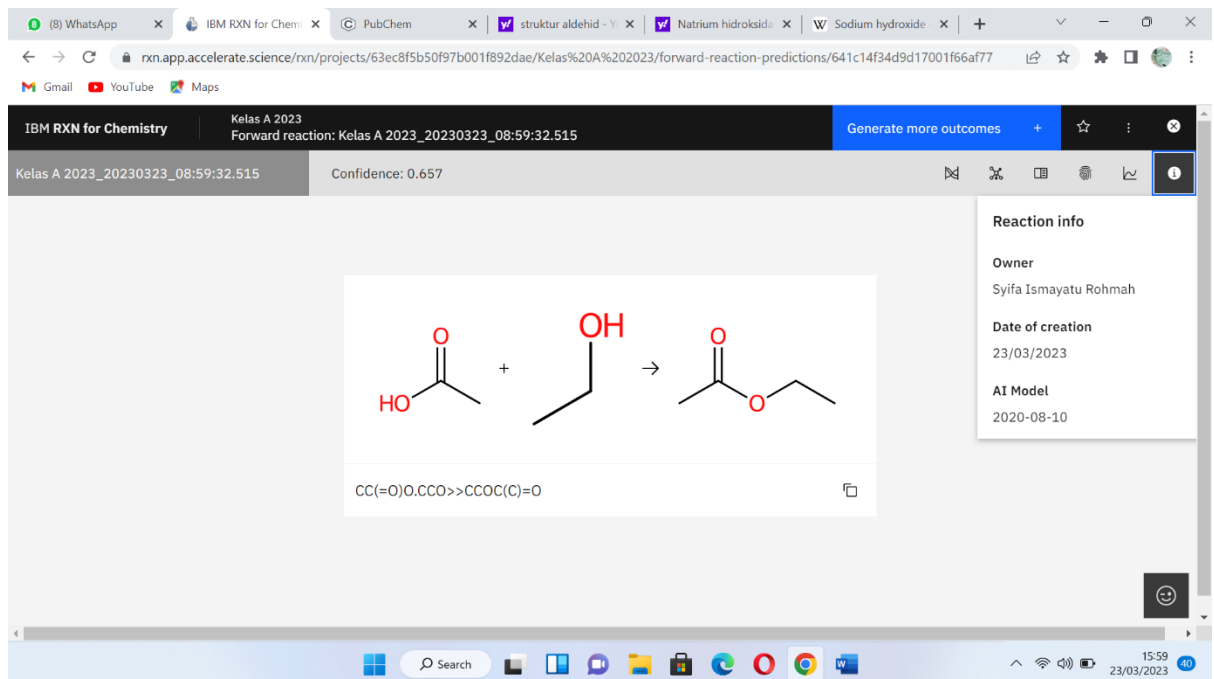 (8) WhatsApp
IBM RXN for Chemi
PubChem
struktur aldehid - Y
Natrium hidroksida
Sodium hydroxide
rxn.app.accelerate.science/rxn/projects/63ec8f5b50f97b001f892dae/Kelas%20A%202023/forward-reaction-predictions/641c14f34d9d17001f66af77
Gmail YouTube Maps
IBM RXN for Chemistry
Kelas A 2023
Forward reaction: Kelas A 2023_20230323_08:59:32.515
Generate more outcomes +
Kelas A 2023_20230323_08:59:32.515
Confidence: 0.657
Reaction info
Owner
Syifa Ismayatu Rohmah
Date of creation
23/03/2023
AI Model
2020-08-10
O
HO
+
OH
→
O
O
CC(=O)O.CCO>>CCOC(C)=O
Search
15:59
23/03/2023
40